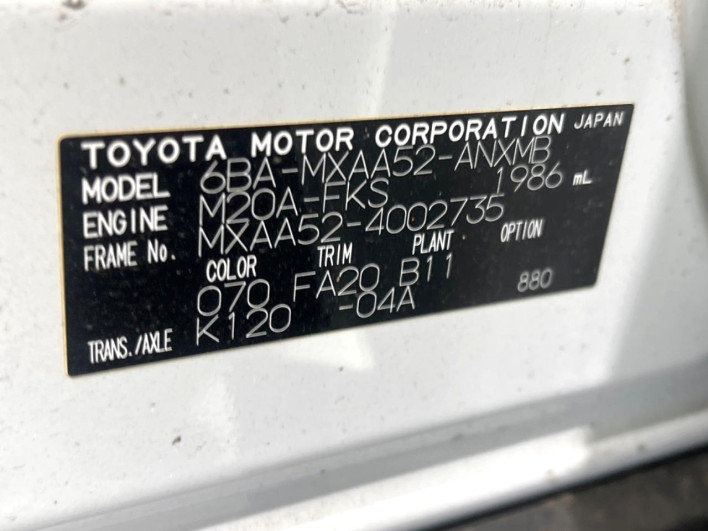 TOYOTA MOTOR CORPORATION JAPAN
MODEL 6BA-MXAA52-ANXMB
ENGINE M20A-FKS 1986 mL
FRAME No. MXAA52-4002735
COLOR TRIM PLANT OPTION
070 FA20 B11 880
TRANS./AXLE K120 -04A